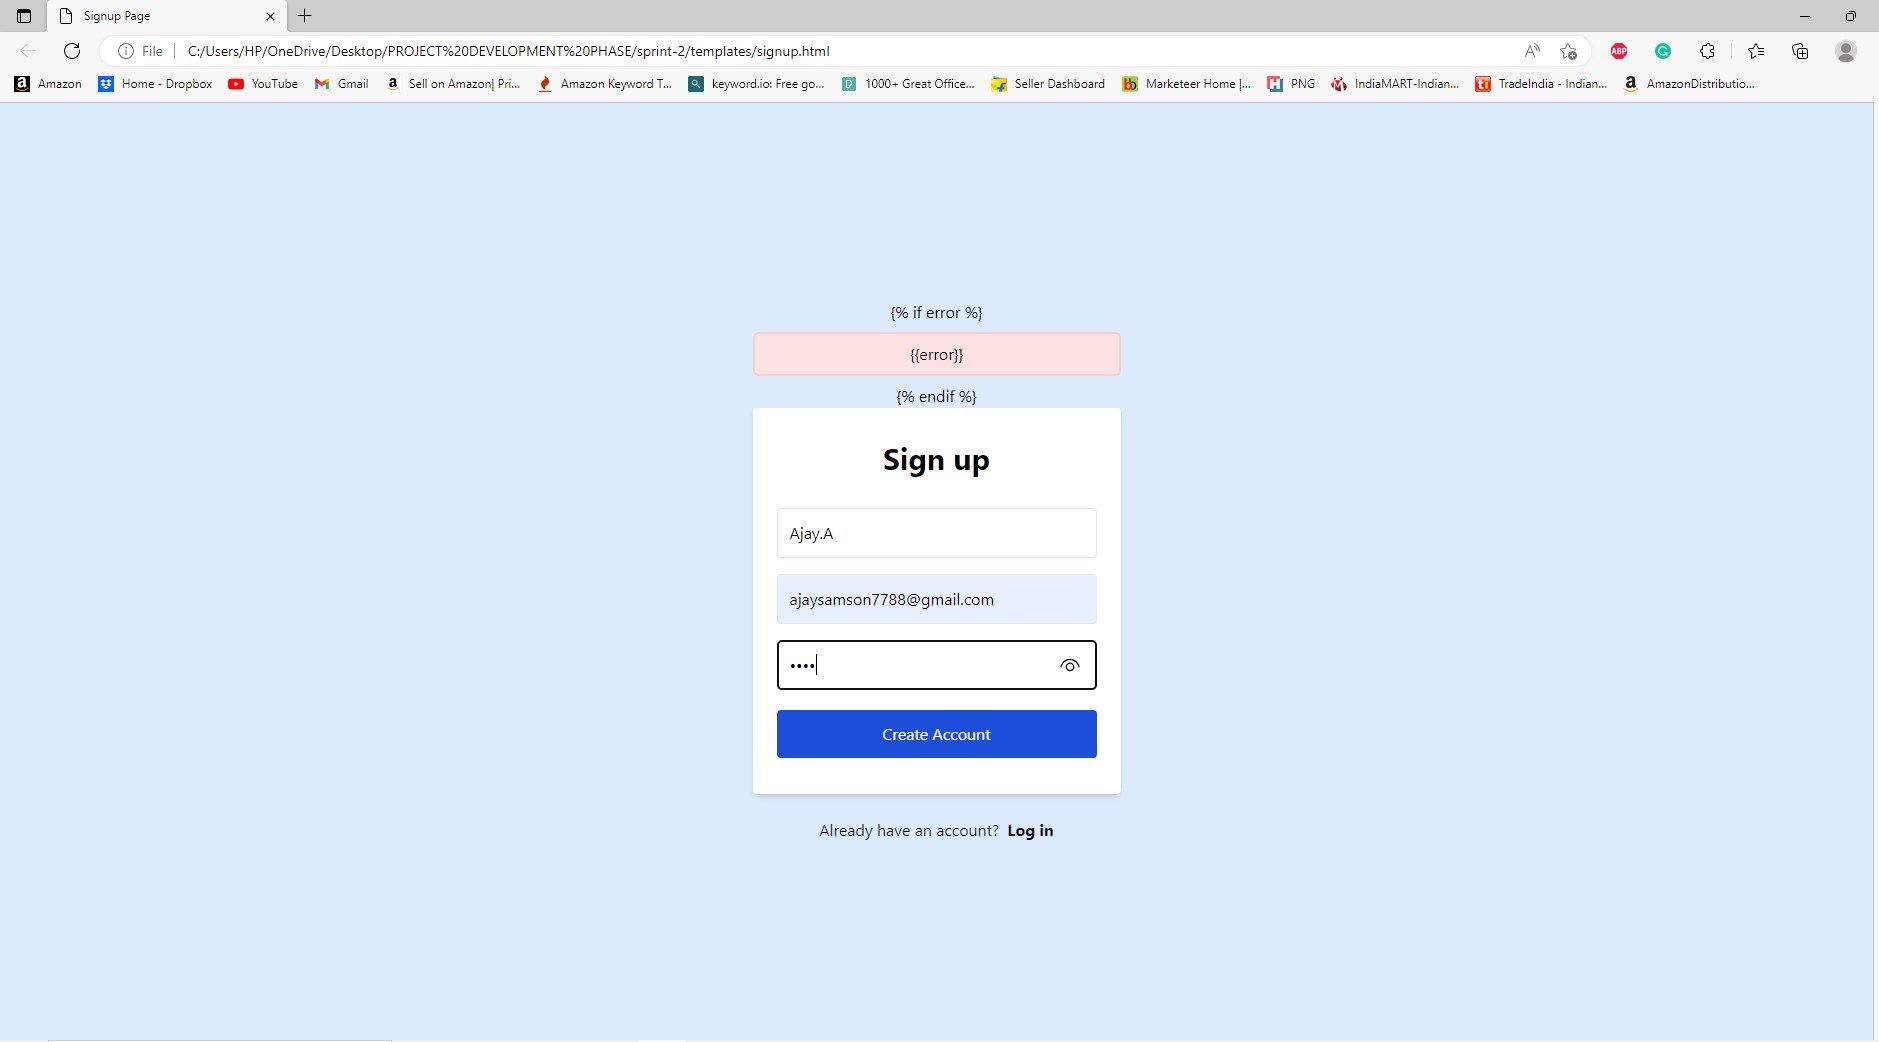 Signup Page
File C:/Users/HP/OneDrive/Desktop/PROJECT%20DEVELOPMENT%20PHASE/sprint-2/templates/signup.html ABP
Amazon Home - Dropbox YouTube Gmail Sell on Amazon| Pri... Amazon Keyword T... keyword.io: Free go... 1000+ Great Office... Seller Dashboard Marketeer Home |... PNG IndiaMART-Indian... TradeIndia - Indian... AmazonDistributio...
{% if error %}
{{error}}
{% endif %}
Sign up
Ajay.A
ajaysamson7788@gmail.com
••••
Create Account
Already have an account? Log in